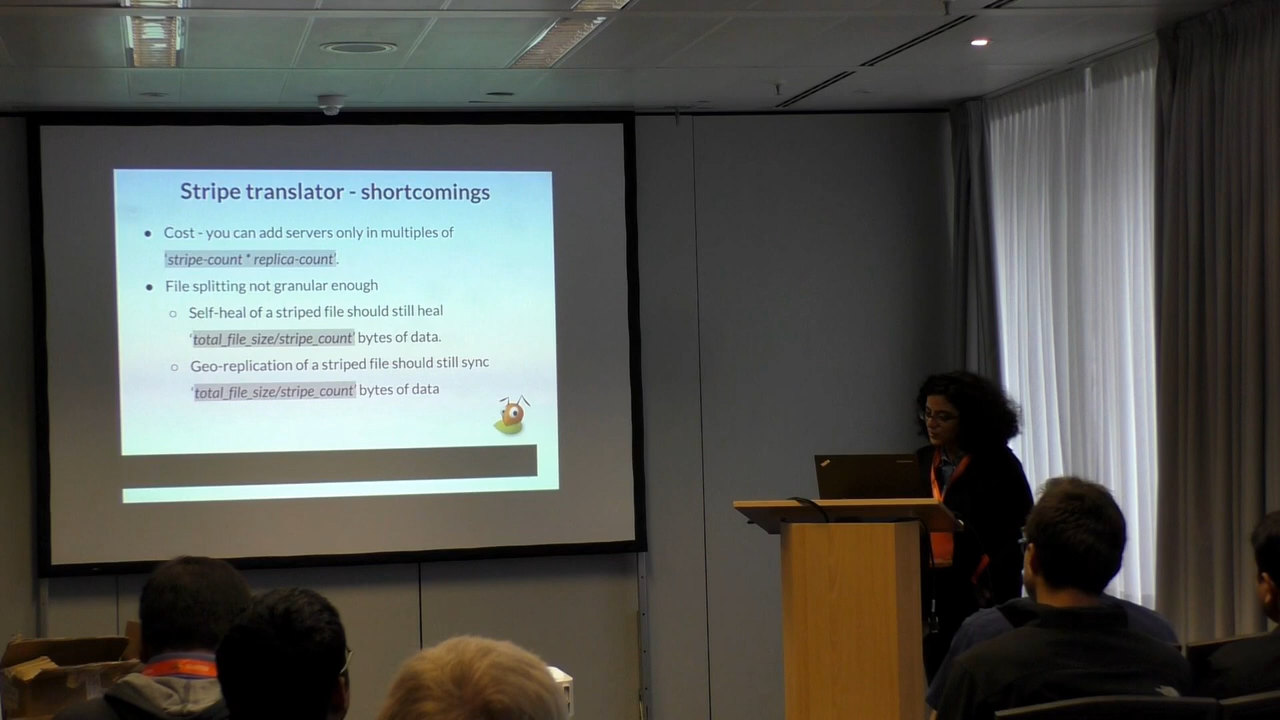 Stripe translator - shortcomings
● Cost - you can add servers only in multiples of
'stripe-count * replica-count'.
● File splitting not granular enough
○ Self-heal of a striped file should still heal
'total_file_size/stripe_count' bytes of data.
○ Geo-replication of a striped file should still sync
'total_file_size/stripe_count' bytes of data